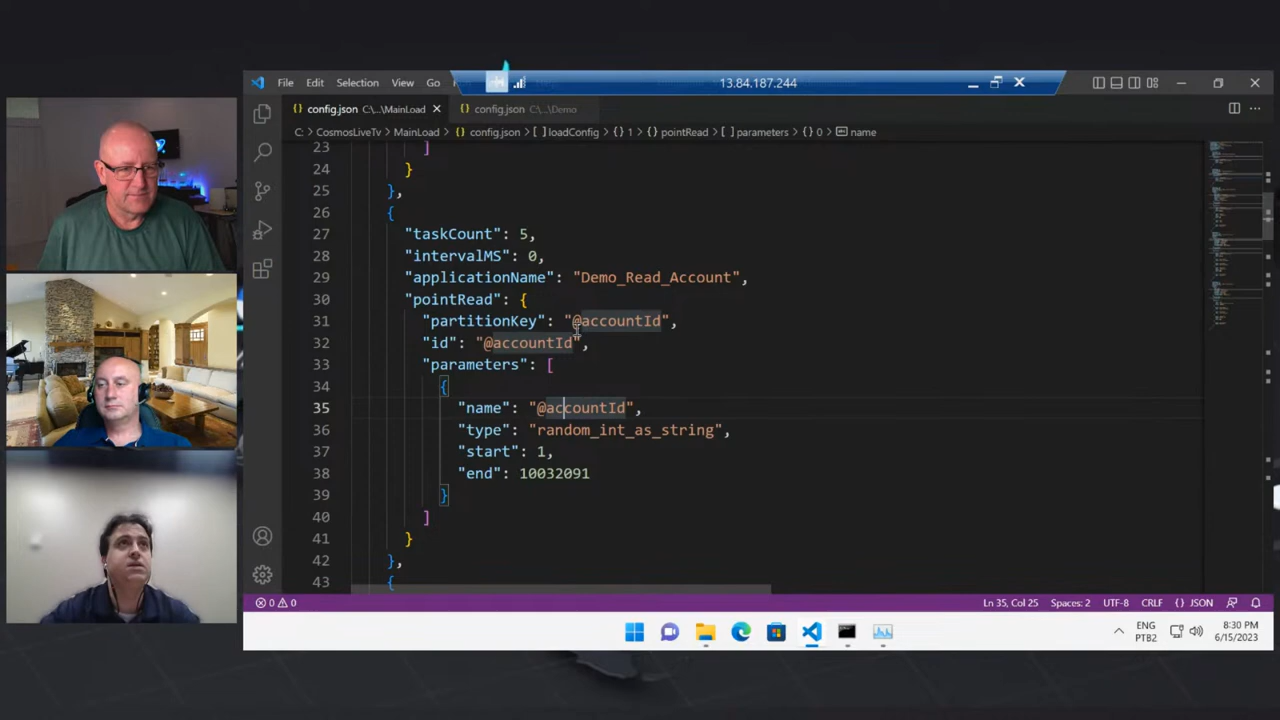 File Edit Selection View Go
13.84.187.244
config.json C:\...\MainLoad
config.json C:\...\Demo
C: > CosmosLiveTv > MainLoad > config.json > [ ] loadConfig > {} 1 > {} pointRead > [ ] parameters > {} 0 > name
23 ]
24 }
25 },
26 {
27 "taskCount": 5,
28 "intervalMS": 0,
29 "applicationName": "Demo_Read_Account",
30 "pointRead": {
31 "partitionKey": "@accountId",
32 "id": "@accountId",
33 "parameters": [
34 {
35 "name": "@accountId",
36 "type": "random_int_as_string",
37 "start": 1,
38 "end": 10032091
39 }
40 ]
41 }
42 },
43 {
0 0
Ln 35, Col 25 Spaces: 2 UTF-8 CRLF {} JSON
ENG
PTB2
8:30 PM
6/15/2023